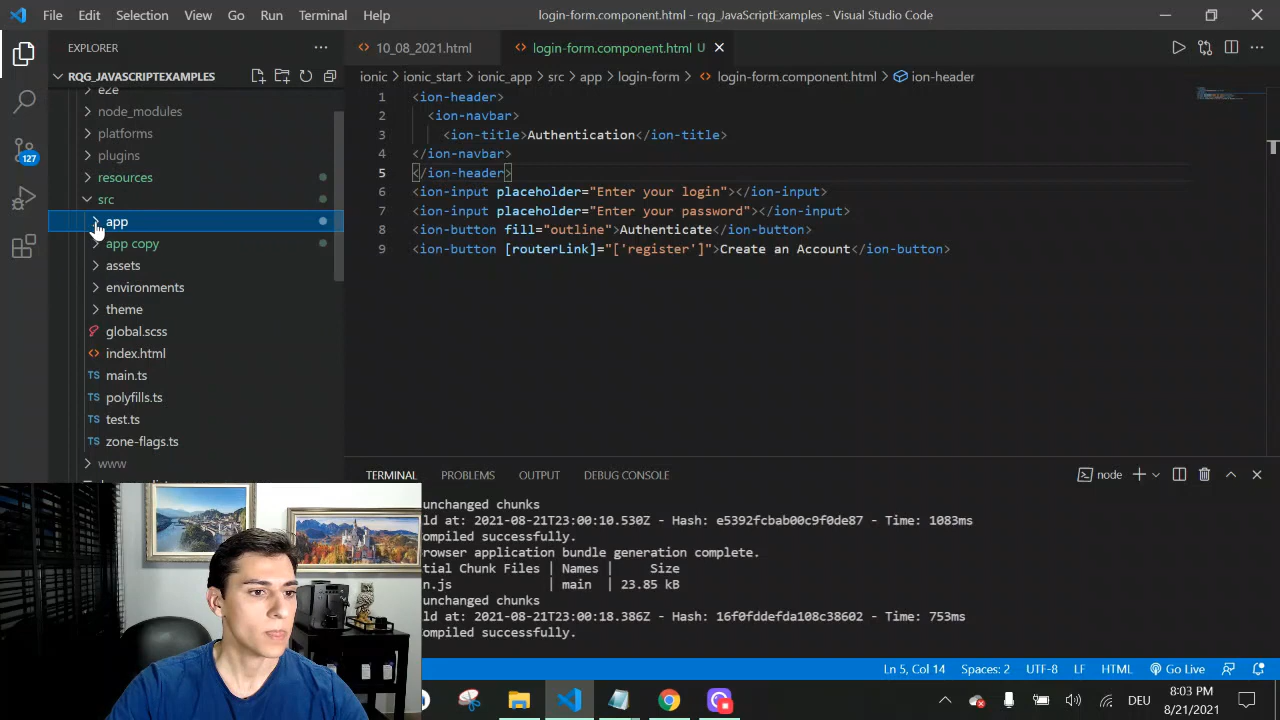 File Edit Selection View Go Run Terminal Help
login-form.component.html - rqg_JavaScriptExamples - Visual Studio Code
EXPLORER
RQG_JAVASCRIPTEXAMPLES
e2e
node_modules
platforms
plugins
resources
src
app
app copy
assets
environments
theme
global.scss
index.html
TS main.ts
TS polyfills.ts
TS test.ts
TS zone-flags.ts
www
127
10_08_2021.html
login-form.component.html U
ionic > ionic_start > ionic_app > src > app > login-form > login-form.component.html > ion-header
1 <ion-header>
2 <ion-navbar>
3 <ion-title>Authentication</ion-title>
4 </ion-navbar>
5 </ion-header>
6 <ion-input placeholder="Enter your login"></ion-input>
7 <ion-input placeholder="Enter your password"></ion-input>
8 <ion-button fill="outline">Authenticate</ion-button>
9 <ion-button [routerLink]="['register']">Create an Account</ion-button>
TERMINAL PROBLEMS OUTPUT DEBUG CONSOLE
node
unchanged chunks
ld at: 2021-08-21T23:00:10.530Z - Hash: e5392fcbab00c9f0de87 - Time: 1083ms
ompiled successfully.
rowser application bundle generation complete.
tial Chunk Files | Names | Size
n.js | main | 23.85 kB
unchanged chunks
ld at: 2021-08-21T23:00:18.386Z - Hash: 16f0fddefda108c38602 - Time: 753ms
ompiled successfully.
Ln 5, Col 14 Spaces: 2 UTF-8 LF HTML Go Live
DEU
8:03 PM
8/21/2021